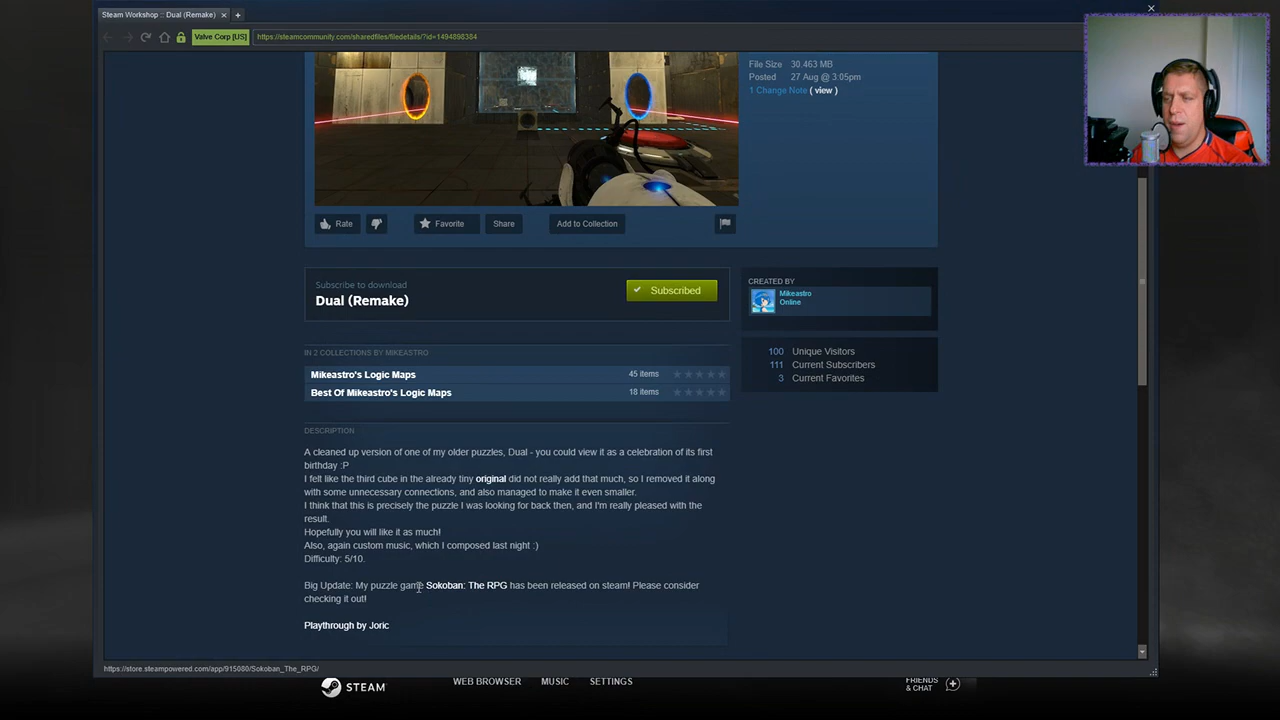 Steam Workshop :: Dual (Remake)
Valve Corp [US]
https://steamcommunity.com/sharedfiles/filedetails/?id=1494898384
File Size 30.463 MB
Posted 27 Aug @ 3:05pm
1 Change Note ( view )
Rate
Favorite
Share
Add to Collection
Subscribe to download
Dual (Remake)
Subscribed
CREATED BY
Mikeastro
Online
IN 2 COLLECTIONS BY MIKEASTRO
Mikeastro's Logic Maps 45 items
Best Of Mikeastro's Logic Maps 18 items
100 Unique Visitors
111 Current Subscribers
3 Current Favorites
DESCRIPTION
A cleaned up version of one of my older puzzles, Dual - you could view it as a celebration of its first
birthday :P
I felt like the third cube in the already tiny original did not really add that much, so I removed it along
with some unnecessary connections, and also managed to make it even smaller.
I think that this is precisely the puzzle I was looking for back then, and I'm really pleased with the
result.
Hopefully you will like it as much!
Also, again custom music, which I composed last night :)
Difficulty: 5/10.
Big Update: My puzzle game Sokoban: The RPG has been released on steam! Please consider
checking it out!
Playthrough by Joric
https://store.steampowered.com/app/915080/Sokoban_The_RPG/
STEAM
WEB BROWSER
MUSIC
SETTINGS
FRIENDS
& CHAT